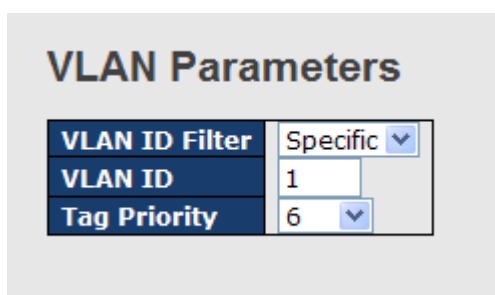 VLAN Parameters
VLAN ID Filter Specific
VLAN ID 1
Tag Priority 6